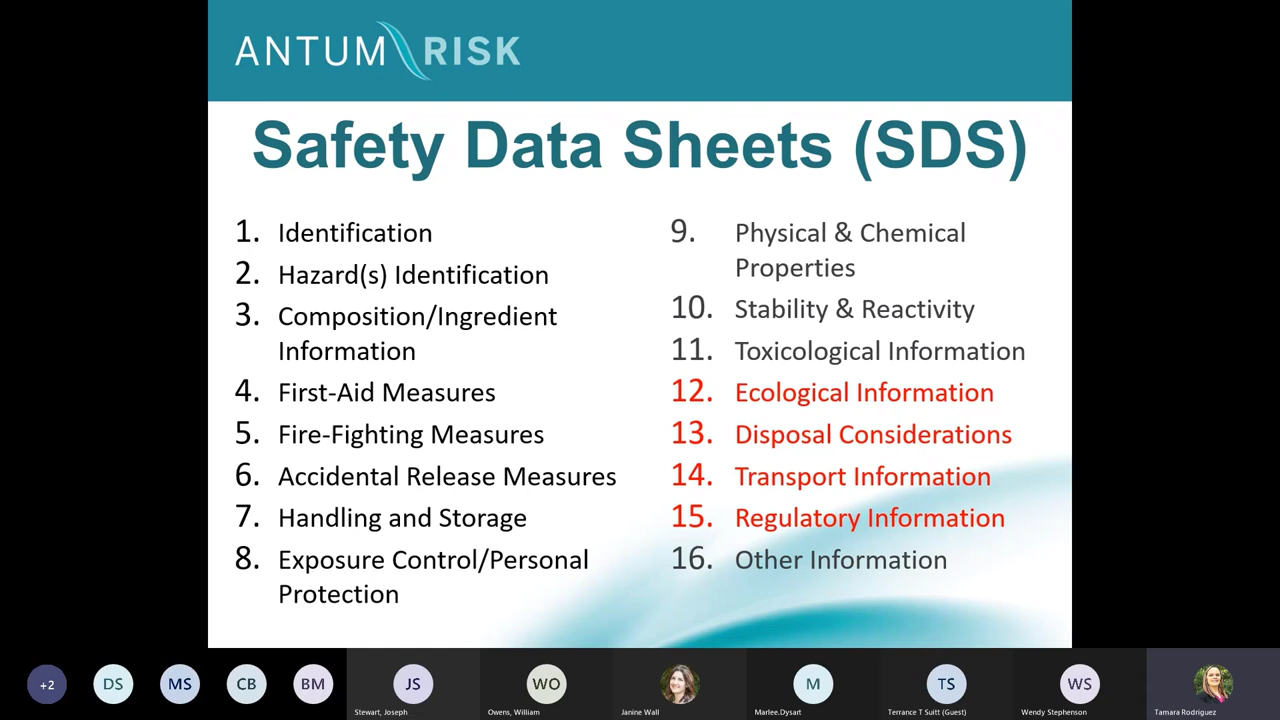 ANTUM RISK
Safety Data Sheets (SDS)
1. Identification
2. Hazard(s) Identification
3. Composition/Ingredient
Information
4. First-Aid Measures
5. Fire-Fighting Measures
6. Accidental Release Measures
7. Handling and Storage
8. Exposure Control/Personal
Protection
9. Physical & Chemical
Properties
10. Stability & Reactivity
11. Toxicological Information
12. Ecological Information
13. Disposal Considerations
14. Transport Information
15. Regulatory Information
16. Other Information
+2
DS
MS
CB
BM
JS
Stewart, Joseph
WO
Owens, William
Janine Wall
M
Marlee.Dysart
TS
Terrance T Suitt (Guest)
WS
Wendy Stephenson
Tamara Rodriguez